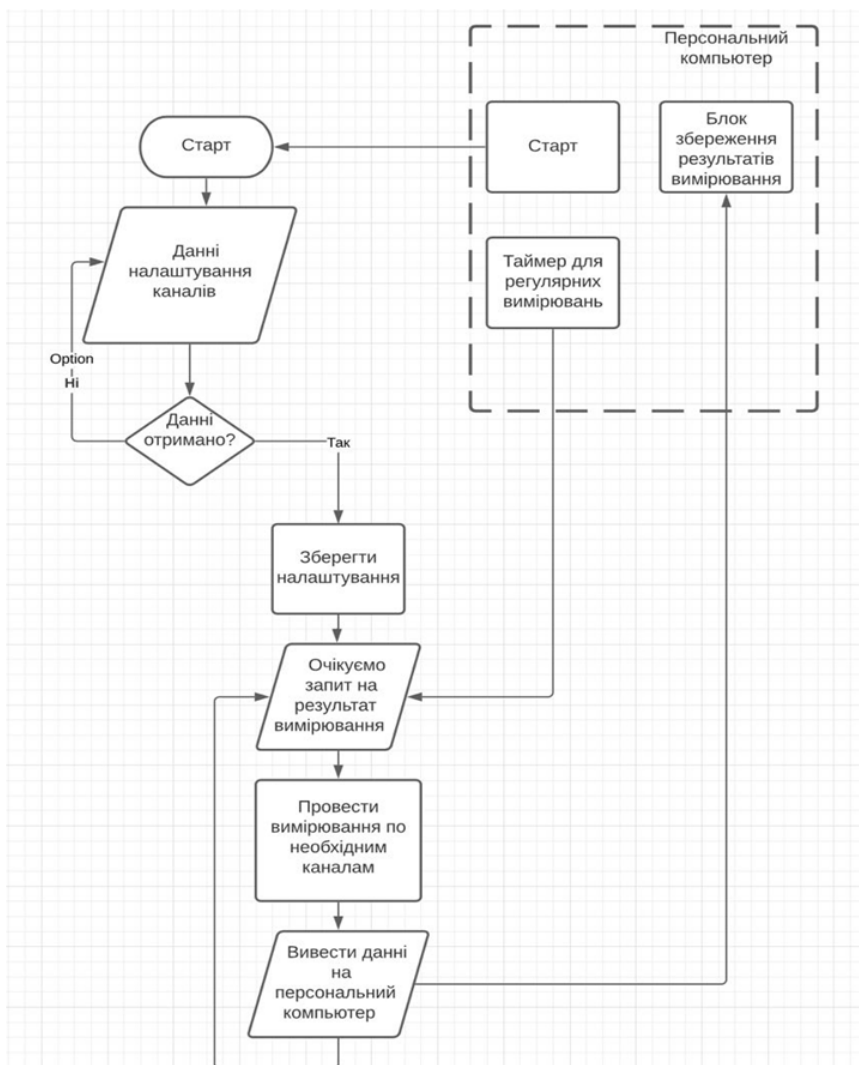 Персональний
компьютер
Старт
Старт
Блок
збереження
результатів
вимірювання
Данні
налаштування
каналів
Таймер для
регулярних
вимірювань
Option
Ні
Данні
отримано?
Так
Зберегти
налаштування
Очікуємо
запит на
результат
вимірювання
Провести
вимірювання по
необхідним
каналам
Вивести данні
на
персональний
компьютер